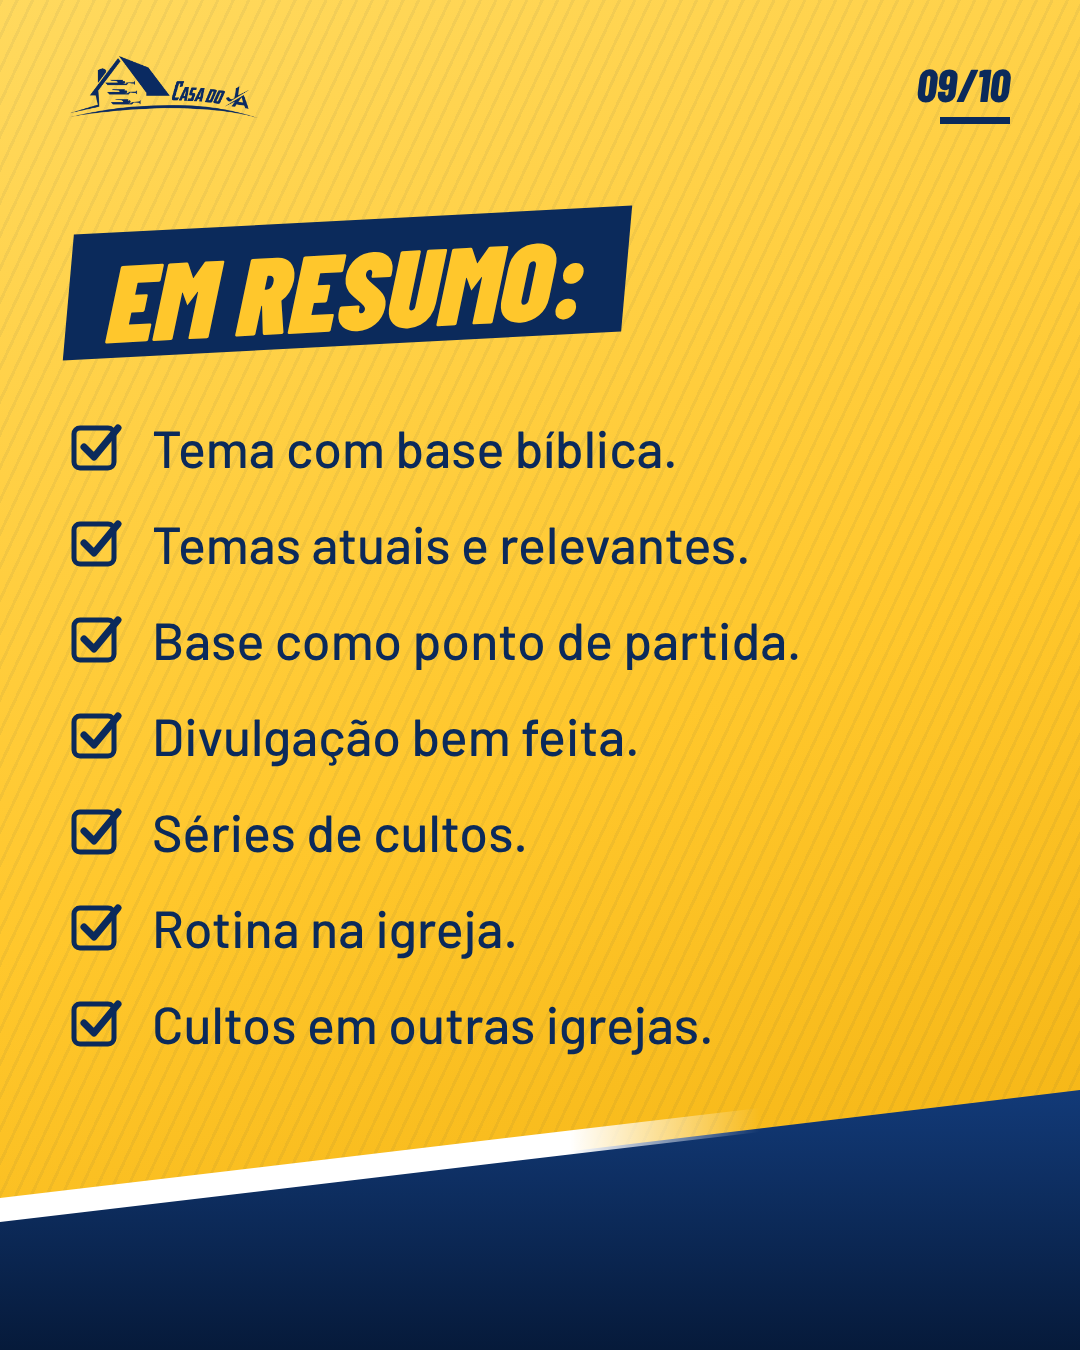 CASA DO JA
09/10
EM RESUMO:
Tema com base bíblica.
Temas atuais e relevantes.
Base como ponto de partida.
Divulgação bem feita.
Séries de cultos.
Rotina na igreja.
Cultos em outras igrejas.